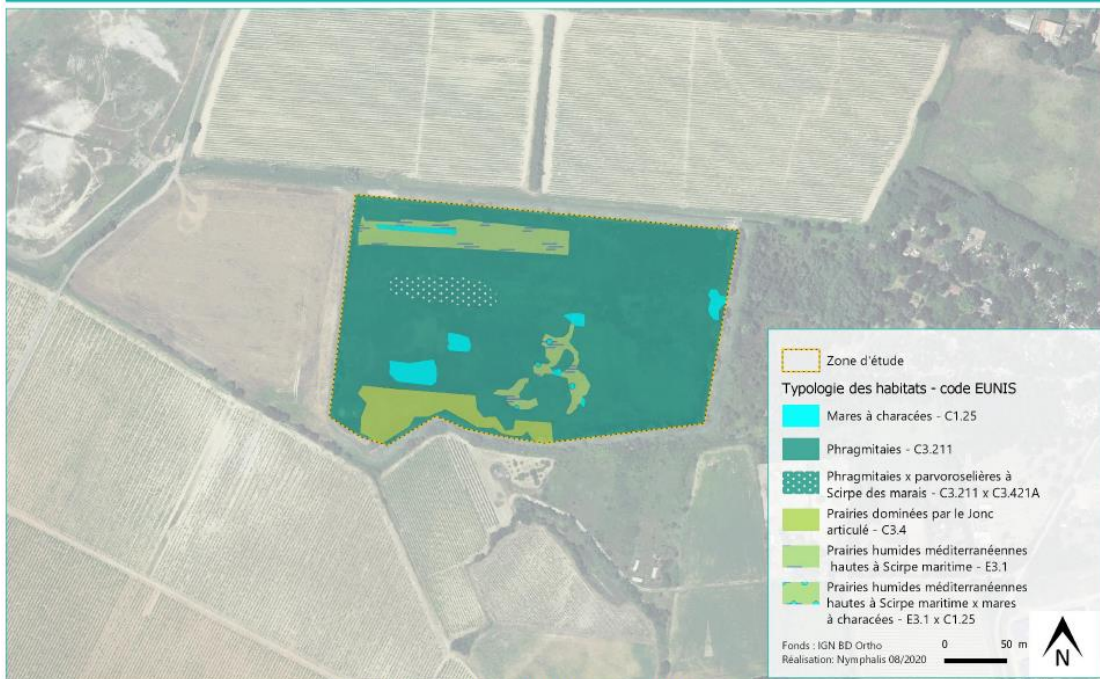 Zone d'étude
Typologie des habitats - code EUNIS
Mares à characées - C1.25
Phragmitaies - C3.211
Phragmitaies x parvoroselières à
Scirpe des marais - C3.211 x C3.421A
Prairies dominées par le Jonc
articulé - C3.4
Prairies humides méditerranéennes
hautes à Scirpe maritime - E3.1
Prairies humides méditerranéennes
hautes à Scirpe maritime x mares
à characées - E3.1 x C1.25
Fonds : IGN BD Ortho
Réalisation: Nymphalis 08/2020
0 50 m
N